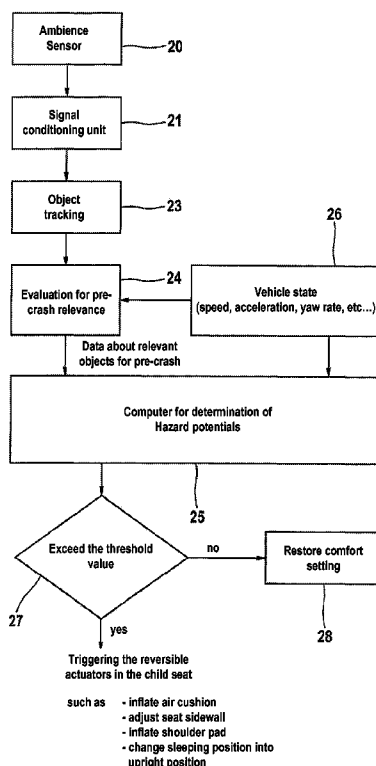 Ambience
Sensor
20
Signal
conditioning unit
21
Object
tracking
23
26
24
Evaluation for pre-
crash relevance
Vehicle state
(speed, acceleration, yaw rate, etc...)
Data about relevant
objects for pre-crash
Computer for determination of
Hazard potentials
25
Exceed the threshold
value
no
Restore comfort
setting
27
28
yes
Triggering the reversible
actuators in the child seat
such as - inflate air cushion
- adjust seat sidewall
- inflate shoulder pad
- change sleeping position into
upright position